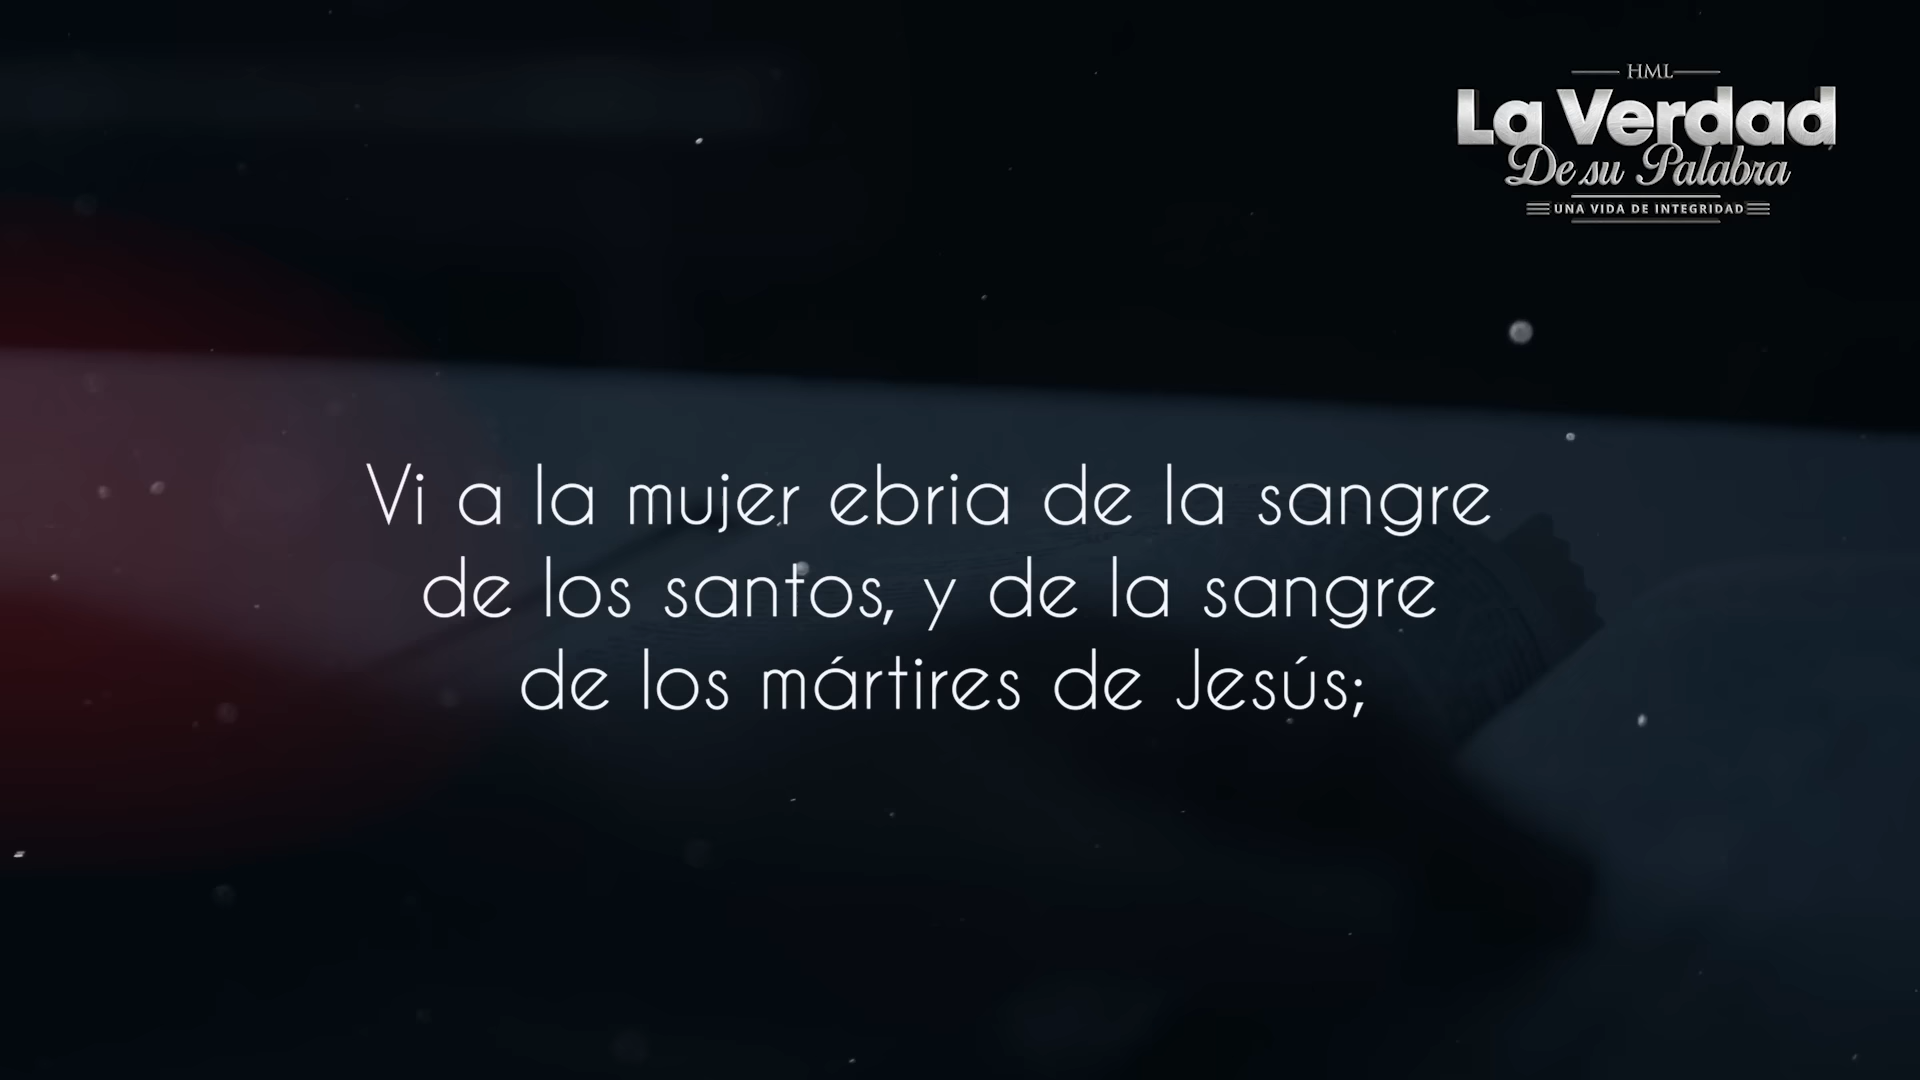 HML
La Verdad
De su Palabra
UNA VIDA DE INTEGRIDAD
Vi a la mujer ebria de la sangre
de los santos, y de la sangre
de los mártires de Jesús;